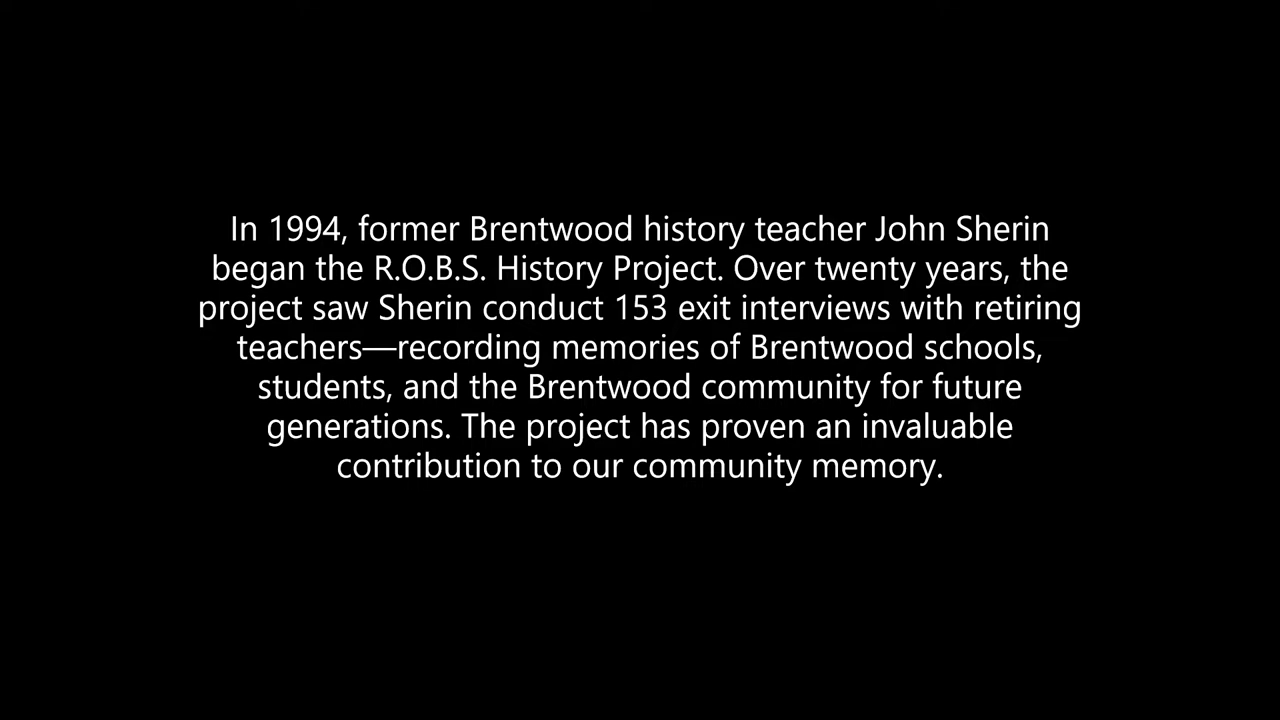 In 1994, former Brentwood history teacher John Sherin
began the R.O.B.S. History Project. Over twenty years, the
project saw Sherin conduct 153 exit interviews with retiring
teachers—recording memories of Brentwood schools,
students, and the Brentwood community for future
generations. The project has proven an invaluable
contribution to our community memory.